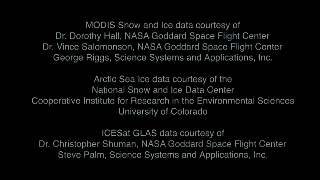 MODIS Snow and Ice data courtesy of
Dr. Dorothy Hall, NASA Goddard Space Flight Center
Dr. Vince Salomonson, NASA Goddard Space Flight Center
George Riggs, Science Systems and Applications, Inc.
Arctic Sea Ice data courtesy of the
National Snow and Ice Data Center
Cooperative Institute for Research in the Environmental Sciences
University of Colorado
ICESat GLAS data courtesy of
Dr. Christopher Shuman, NASA Goddard Space Flight Center
Steve Palm, Science Systems and Applications, Inc.